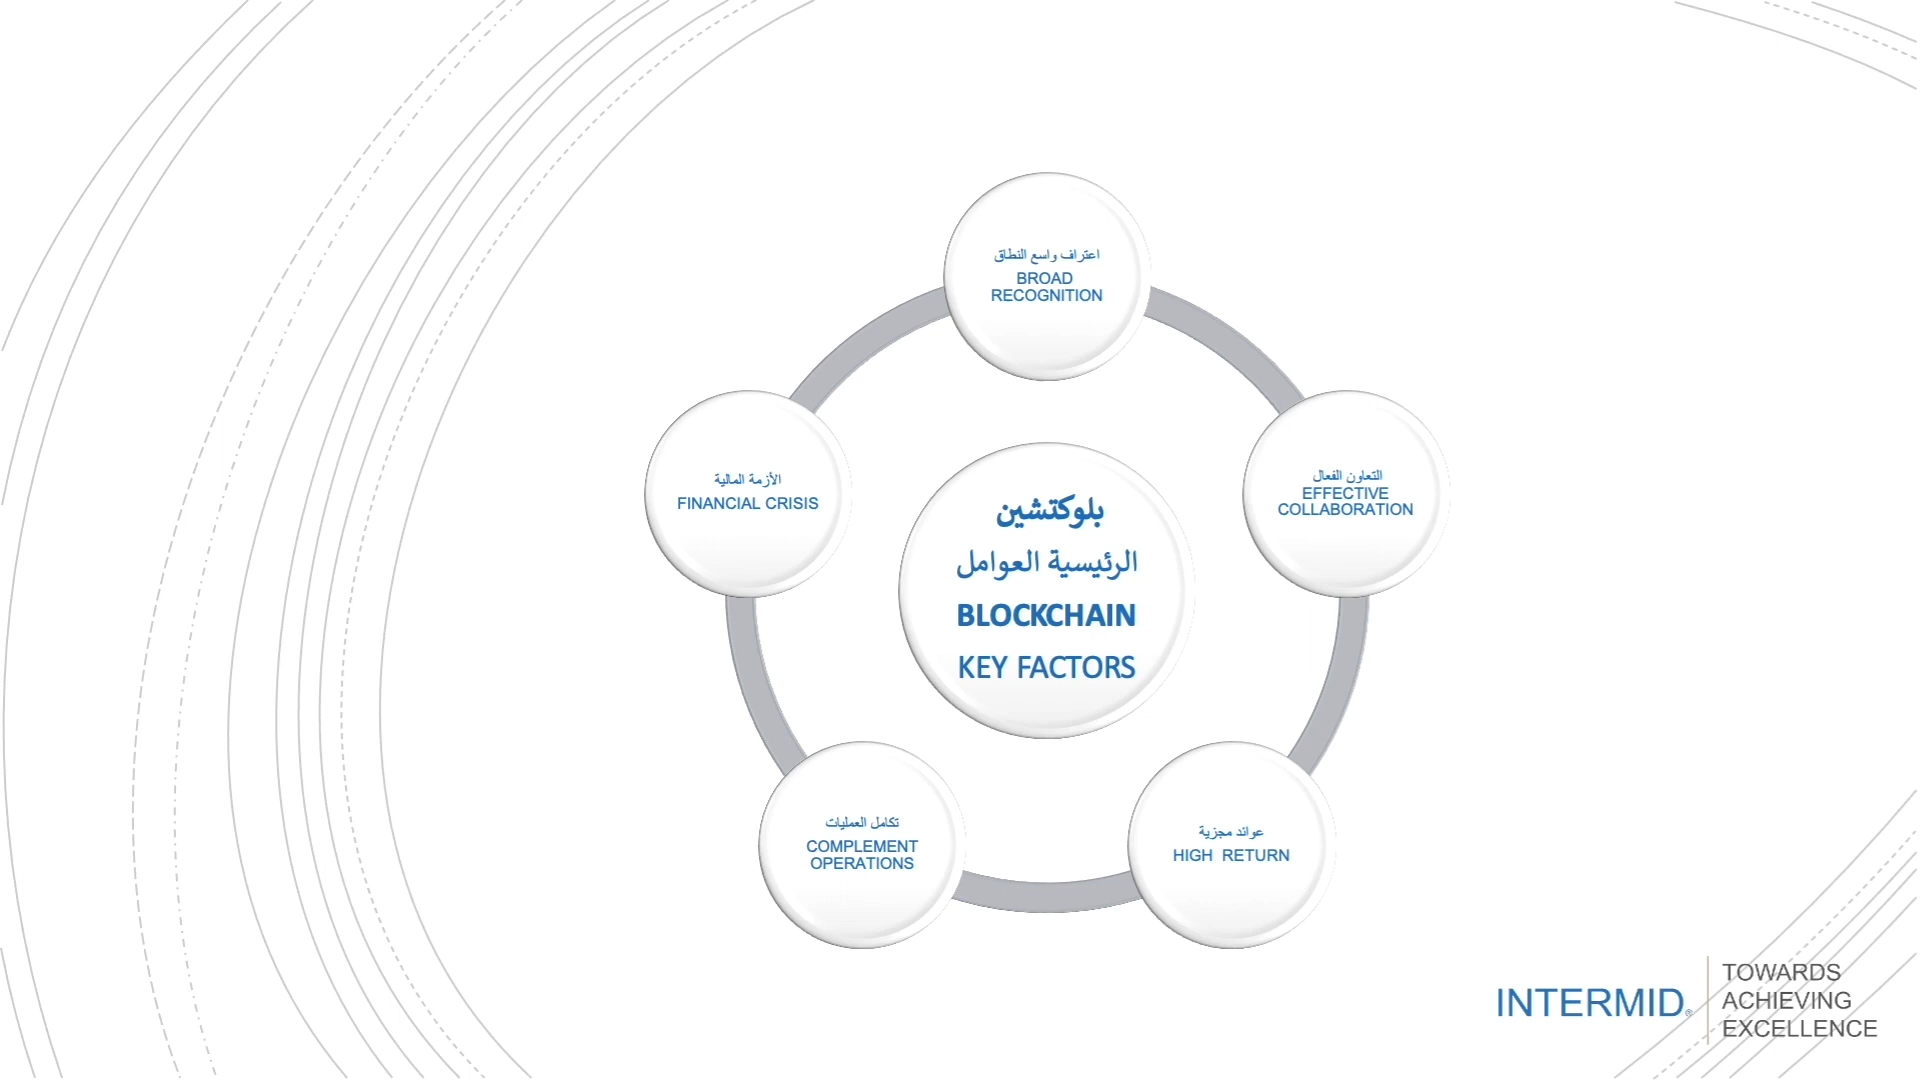 اعتراف واسع النطاق
BROAD
RECOGNITION
الأزمة المالية
FINANCIAL CRISIS
التعاون الفعال
EFFECTIVE
COLLABORATION
بلوكتشين
الرئيسية العوامل
BLOCKCHAIN
KEY FACTORS
تكامل العمليات
COMPLEMENT
OPERATIONS
عوائد مجزية
HIGH RETURN
INTERMID®
TOWARDS
ACHIEVING
EXCELLENCE